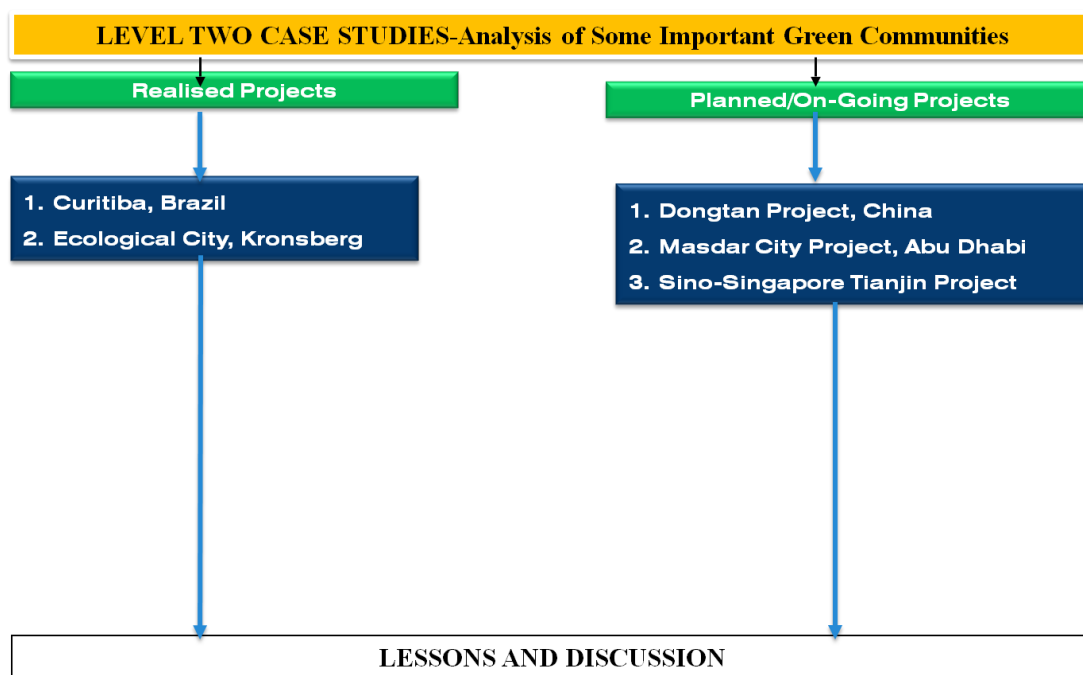 LEVEL TWO CASE STUDIES-Analysis of Some Important Green Communities
Realised Projects
Planned/On-Going Projects
1. Curitiba, Brazil
2. Ecological City, Kronsberg
1. Dongtan Project, China
2. Masdar City Project, Abu Dhabi
3. Sino-Singapore Tianjin Project
LESSONS AND DISCUSSION